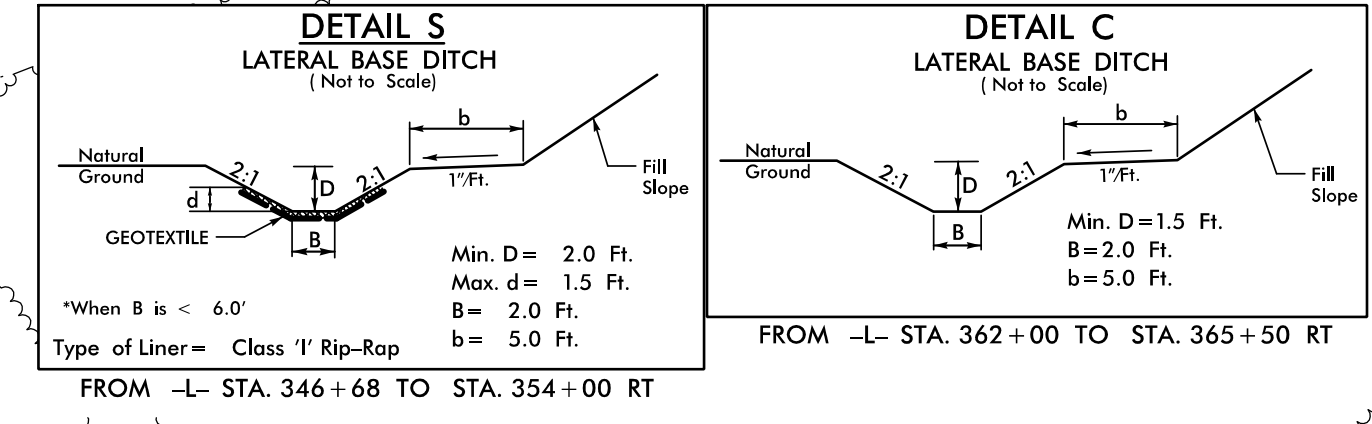 DETAIL S
LATERAL BASE DITCH
( Not to Scale)
b
Natural
Ground
2:1
D
2:1
1"/Ft.
Fill
Slope
d
GEOTEXTILE
B
Min. D = 2.0 Ft.
Max. d = 1.5 Ft.
*When B is < 6.0'
B = 2.0 Ft.
Type of Liner = Class 'I' Rip-Rap
b = 5.0 Ft.
FROM -L- STA. 346+68 TO STA. 354+00 RT
DETAIL C
LATERAL BASE DITCH
( Not to Scale)
b
Natural
Ground
2:1
D
2:1
1"/Ft.
Fill
Slope
B
Min. D = 1.5 Ft.
B = 2.0 Ft.
b = 5.0 Ft.
FROM -L- STA. 362+00 TO STA. 365+50 RT